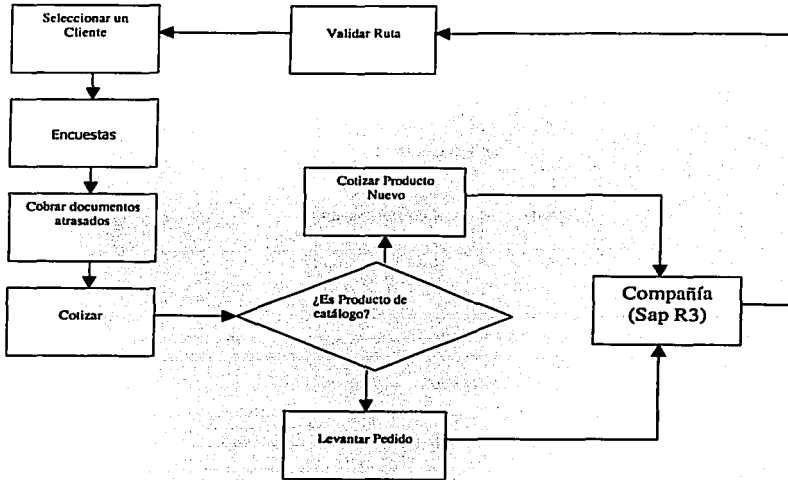 Seleccionar un
Cliente
Validar Ruta
Encuestas
Cobrar documentos
atrasados
Cotizar
Cotizar Producto
Nuevo
¿Es Producto de
catálogo?
Levantar Pedido
Compañía
(Sap R3)